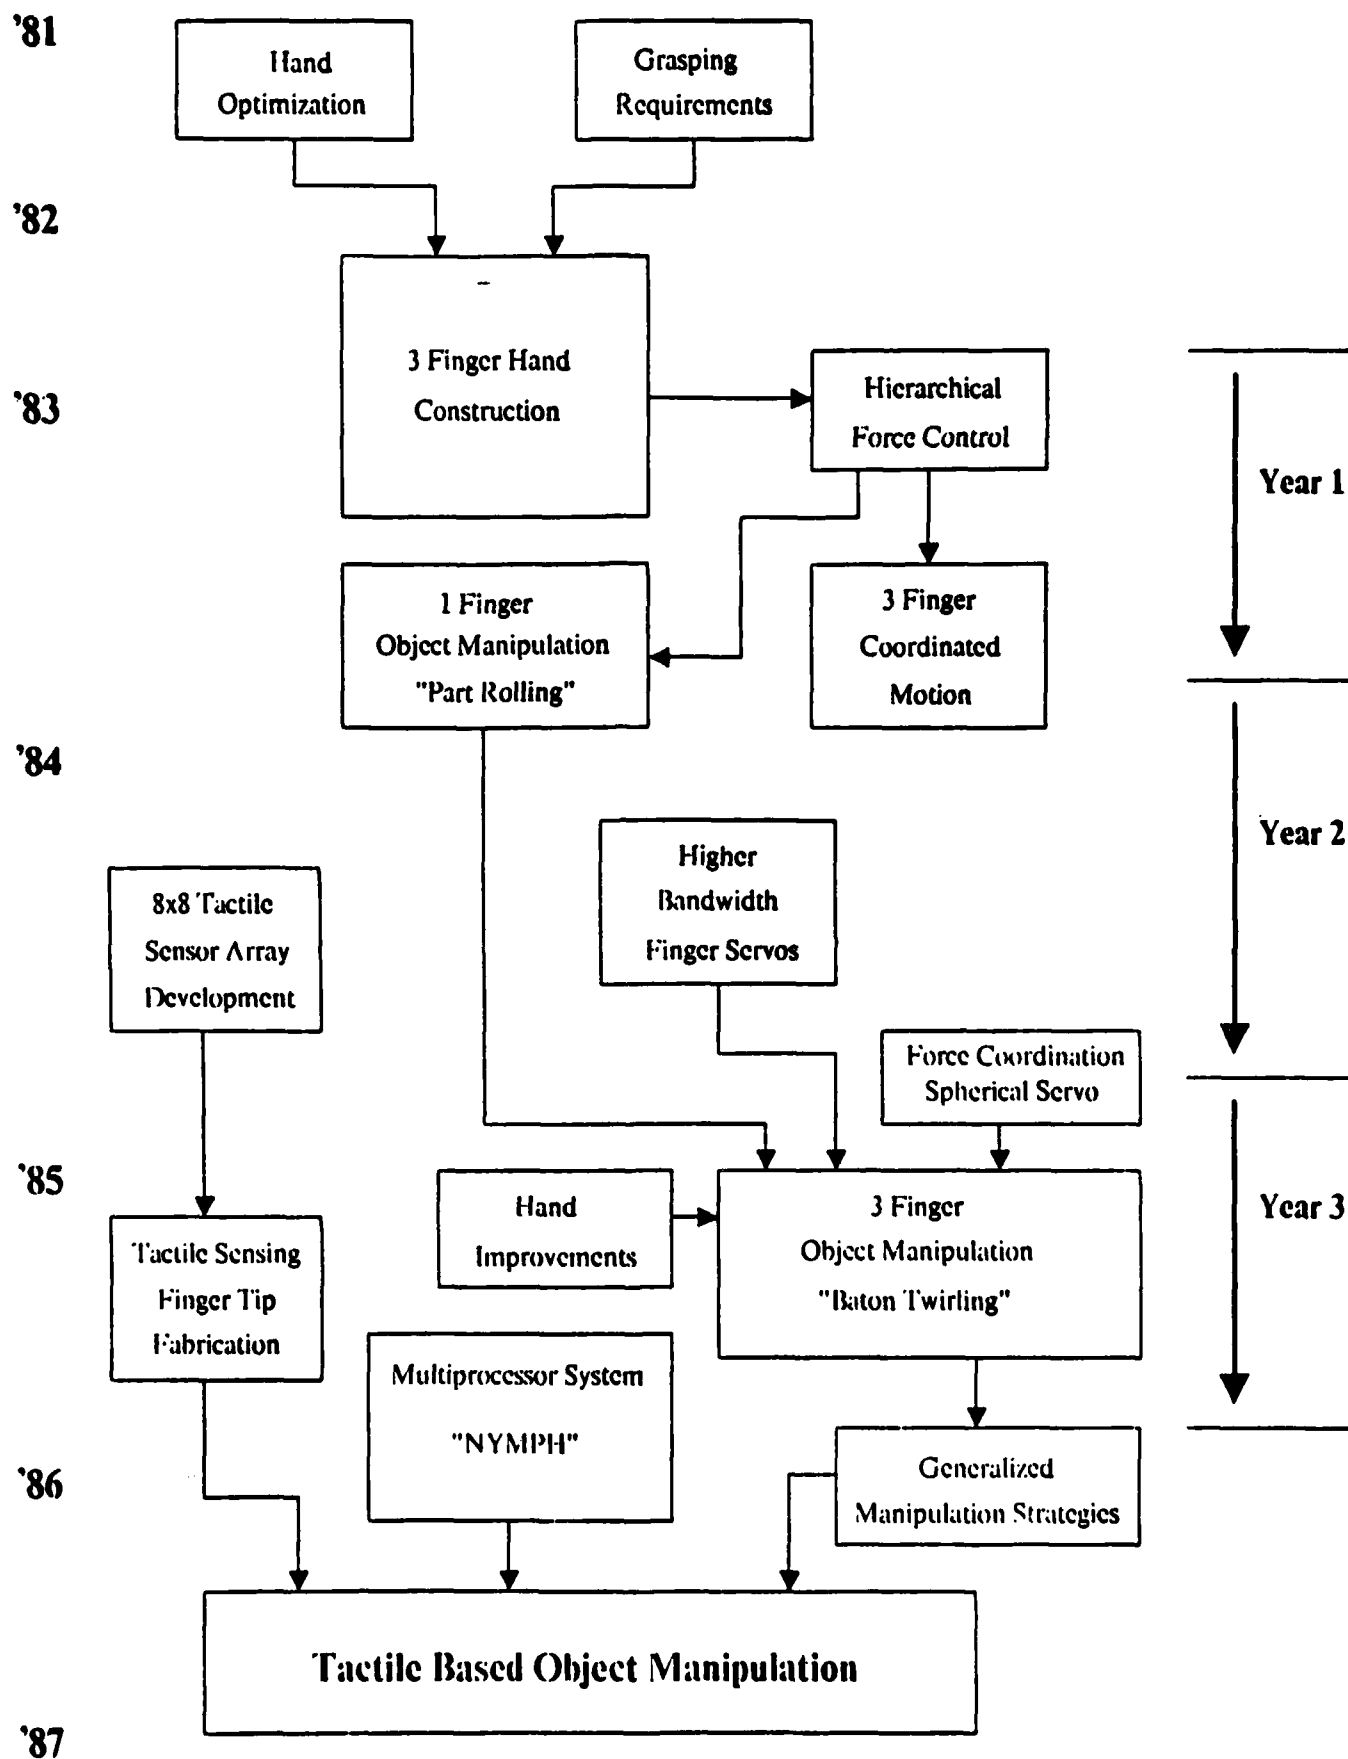 '81
Hand
Optimization
Grasping
Requirements
'82
3 Finger Hand
Construction
'83
Hierarchical
Force Control
Year 1
1 Finger
Object Manipulation
"Part Rolling"
3 Finger
Coordinated
Motion
'84
Year 2
Higher
Bandwidth
Finger Servos
8x8 Tactile
Sensor Array
Development
Force Coordination
Spherical Servo
'85
Hand
Improvements
3 Finger
Object Manipulation
"Baton Twirling"
Year 3
Tactile Sensing
Finger Tip
Fabrication
Multiprocessor System
"NYMPH"
'86
Generalized
Manipulation Strategies
Tactile Based Object Manipulation
'87